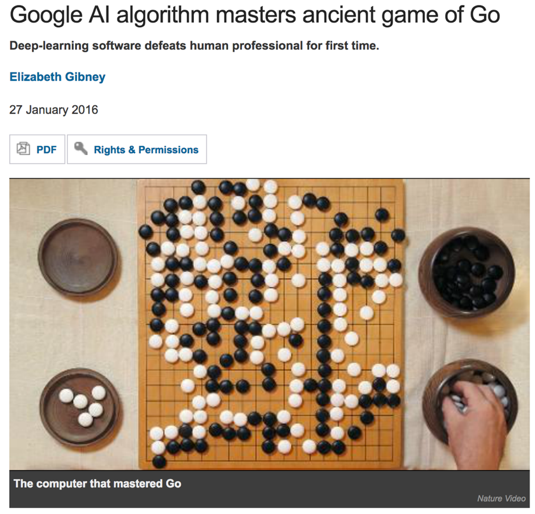 Google AI algorithm masters ancient game of Go
Deep-learning software defeats human professional for first time.
Elizabeth Gibney
27 January 2016
PDF
Rights & Permissions
The computer that mastered Go
Nature Video